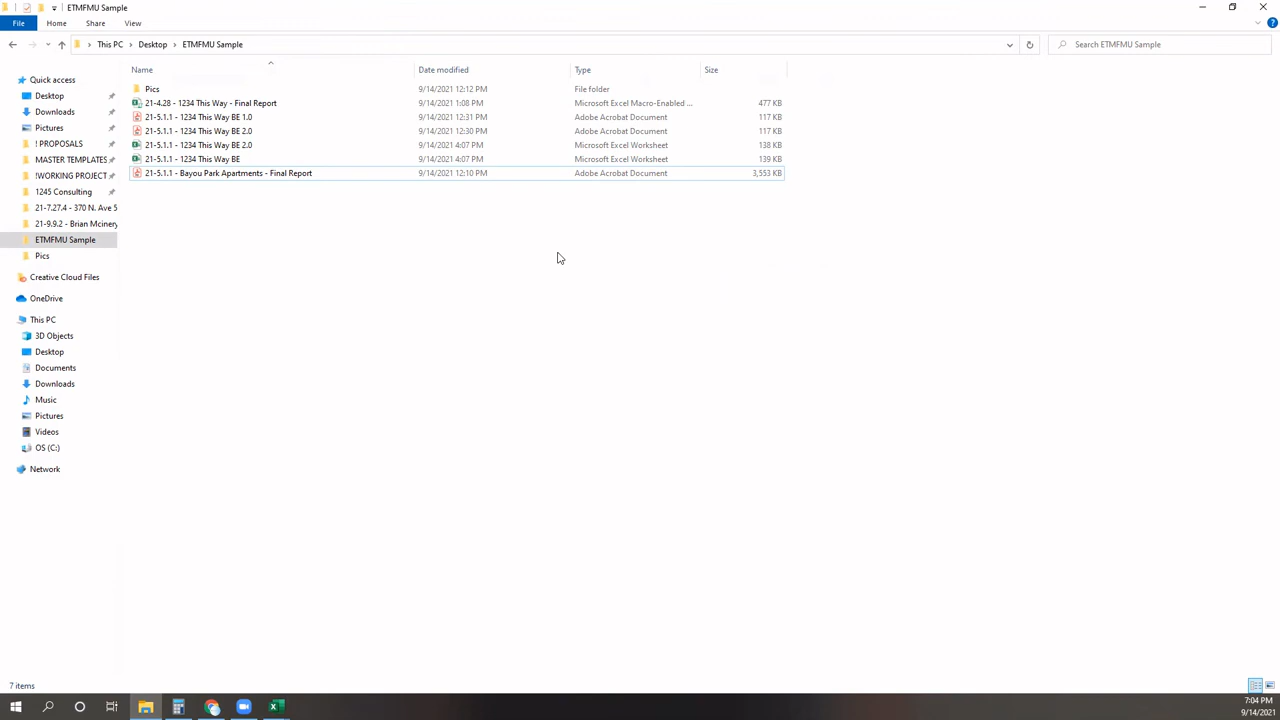 ETMFMU Sample
File Home Share View
This PC Desktop ETMFMU Sample
Search ETMFMU Sample
Name Date modified Type Size
Quick access
Desktop
Downloads
Pictures
! PROPOSALS
MASTER TEMPLATES
!WORKING PROJECT
1245 Consulting
21-7.27.4 - 370 N. Ave 5
21-9.9.2 - Brian Mcinery
ETMFMU Sample
Pics
Creative Cloud Files
OneDrive
This PC
3D Objects
Desktop
Documents
Downloads
Music
Pictures
Videos
OS (C:)
Network
Pics 9/14/2021 12:12 PM File folder
21-4.28 - 1234 This Way - Final Report 9/14/2021 1:08 PM Microsoft Excel Macro-Enabled ... 477 KB
21-5.1.1 - 1234 This Way BE 1.0 9/14/2021 12:31 PM Adobe Acrobat Document 117 KB
21-5.1.1 - 1234 This Way BE 2.0 9/14/2021 12:30 PM Adobe Acrobat Document 117 KB
21-5.1.1 - 1234 This Way BE 2.0 9/14/2021 4:07 PM Microsoft Excel Worksheet 138 KB
21-5.1.1 - 1234 This Way BE 9/14/2021 4:07 PM Microsoft Excel Worksheet 139 KB
21-5.1.1 - Bayou Park Apartments - Final Report 9/14/2021 12:10 PM Adobe Acrobat Document 3,553 KB
7 items
7:04 PM
9/14/2021